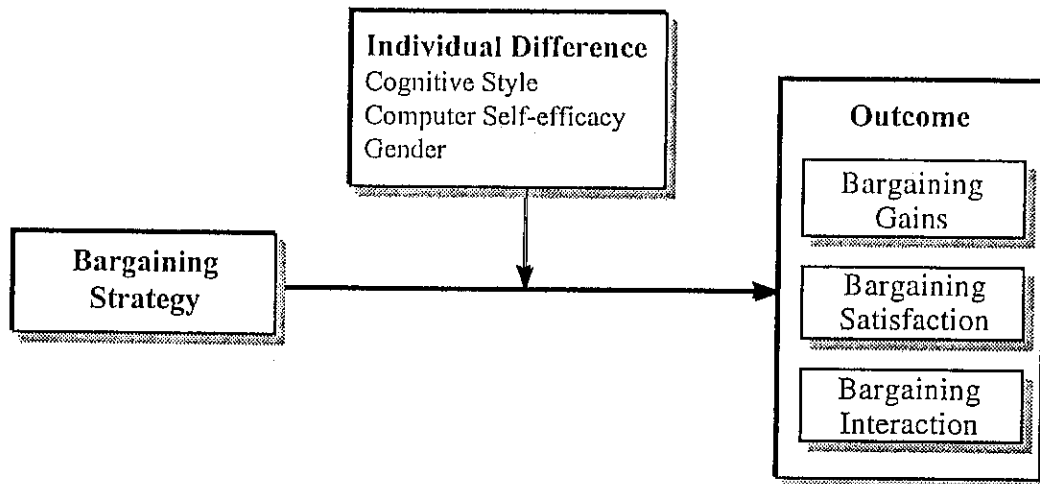 Individual Difference
Cognitive Style
Computer Self-efficacy
Gender
Bargaining
Strategy
Outcome
Bargaining
Gains
Bargaining
Satisfaction
Bargaining
Interaction